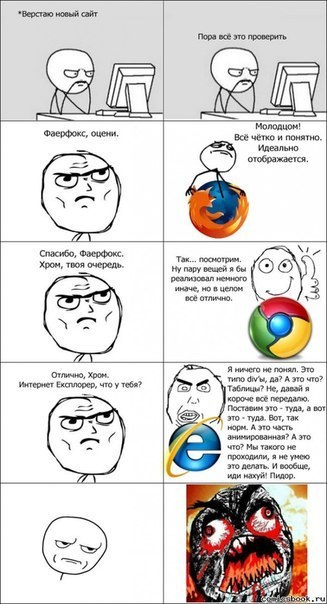 *Верстаю новый сайт
Пора всё это проверить
Фаерфокс, оцени.
Молодцом!
Всё чётко и понятно.
Идеально
отображается.
Спасибо, Фаерфокс.
Хром, твоя очередь.
Так... посмотрим.
Ну пару вещей я бы
реализовал немного
иначе, но в целом
всё отлично.
Отлично, Хром.
Интернет Експлорер, что у тебя?
Я ничего не понял. Это
типо div'ы, да? А это что?
Таблицы? Не, давай я
короче всё переделаю.
Поставим это - туда, а вот
это - туда. Вот, так
норм. А это часть
анимированная? А это
что? Мы такого не
проходили, я не умею
это делать. И вообще,
иди нахуй! Пидор.
comicsbook.ru